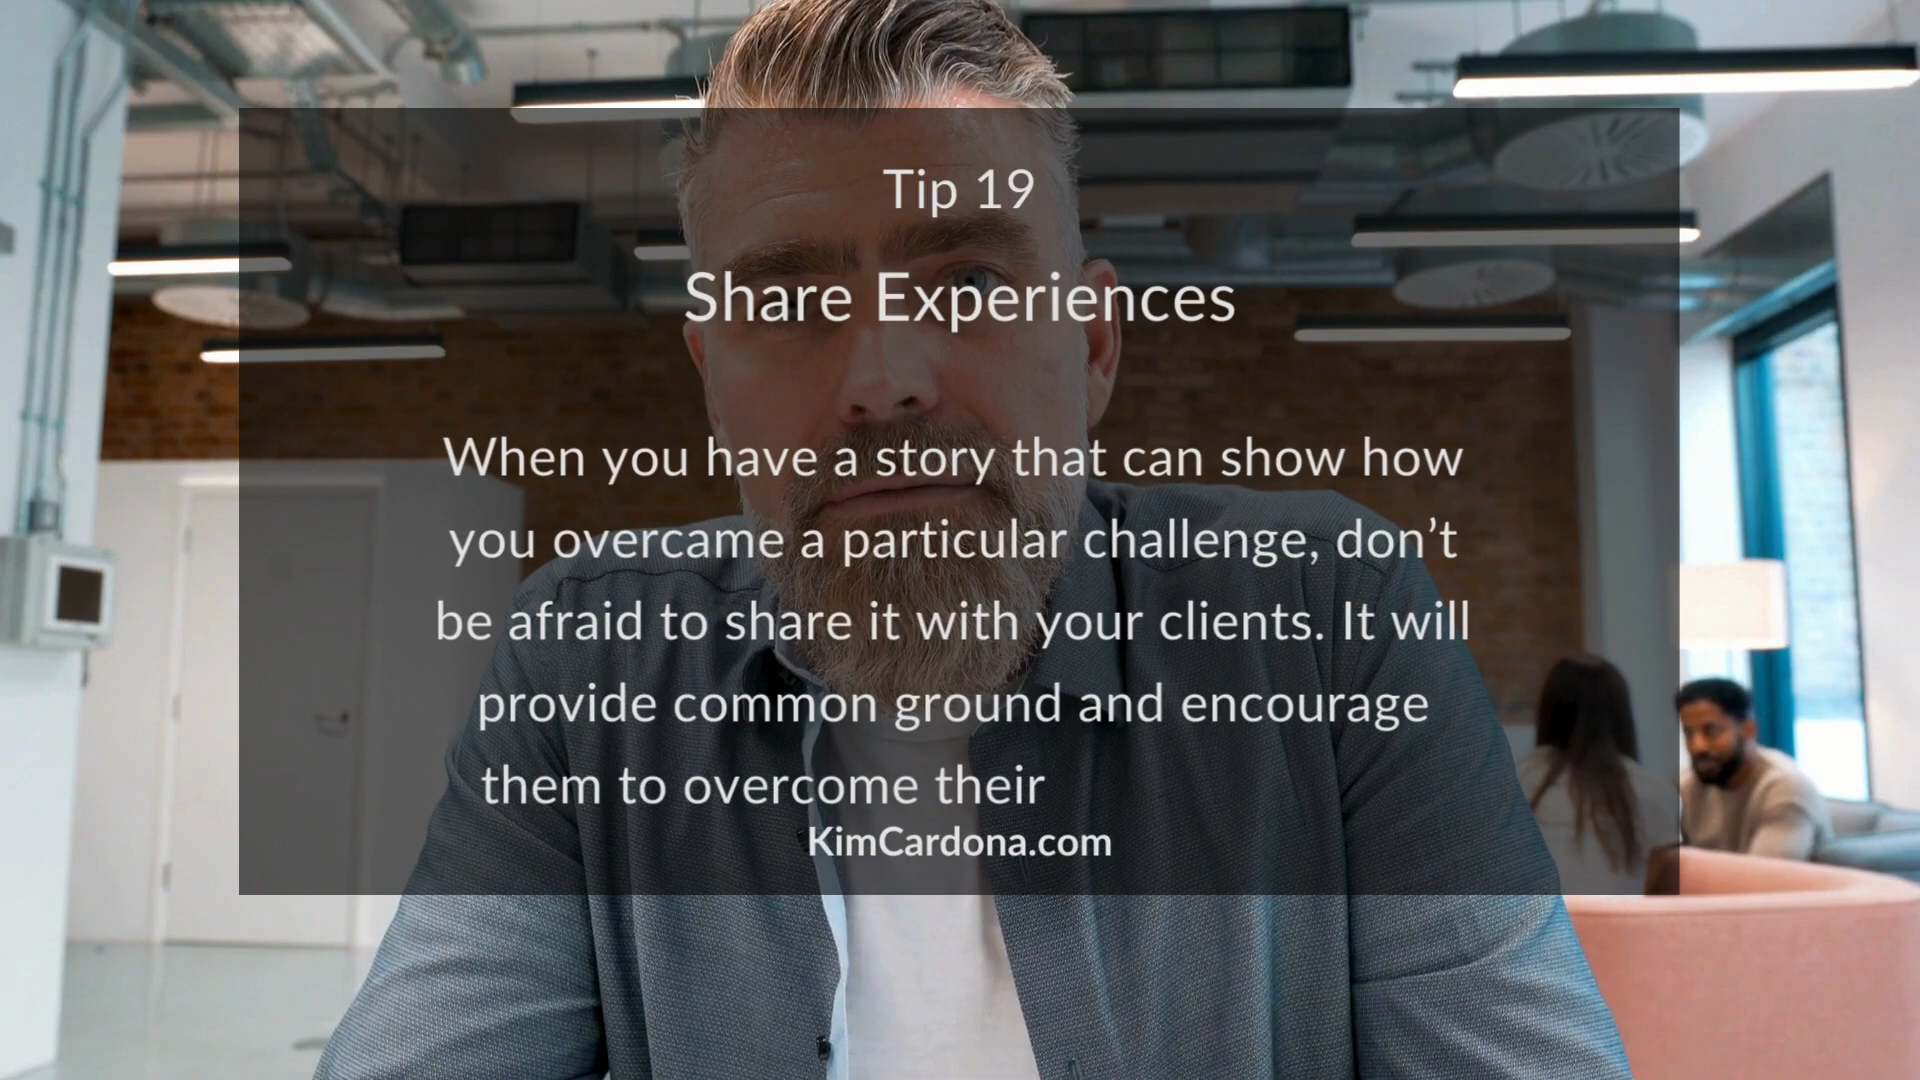 Tip 19
Share Experiences
When you have a story that can show how
you overcame a particular challenge, don’t
be afraid to share it with your clients. It will
provide common ground and encourage
them to overcome their
KimCardona.com